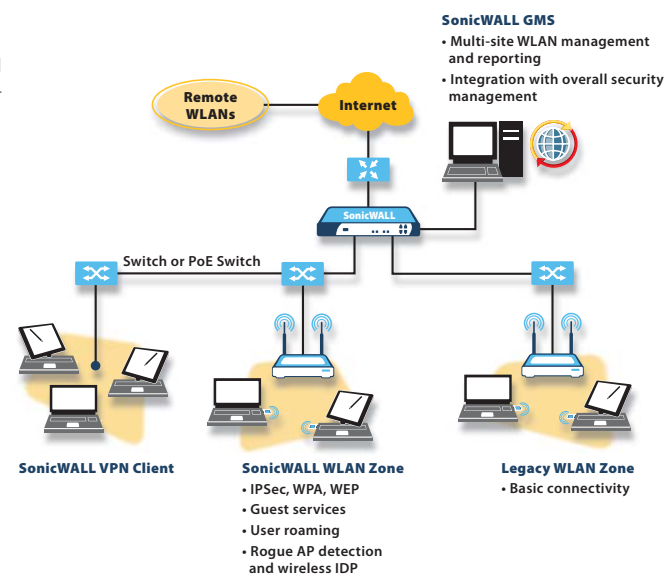 SonicWALL GMS
• Multi-site WLAN management
and reporting
• Integration with overall security
management
Remote
WLANs
Internet
SonicWALL
Switch or PoE Switch
SonicWALL VPN Client
SonicWALL WLAN Zone
• IPSec, WPA, WEP
• Guest services
• User roaming
• Rogue AP detection
and wireless IDP
Legacy WLAN Zone
• Basic connectivity